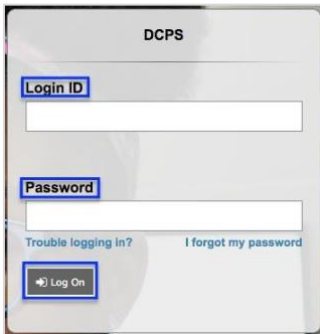 DCPS
Login ID
Password
Trouble logging in? I forgot my password
Log On